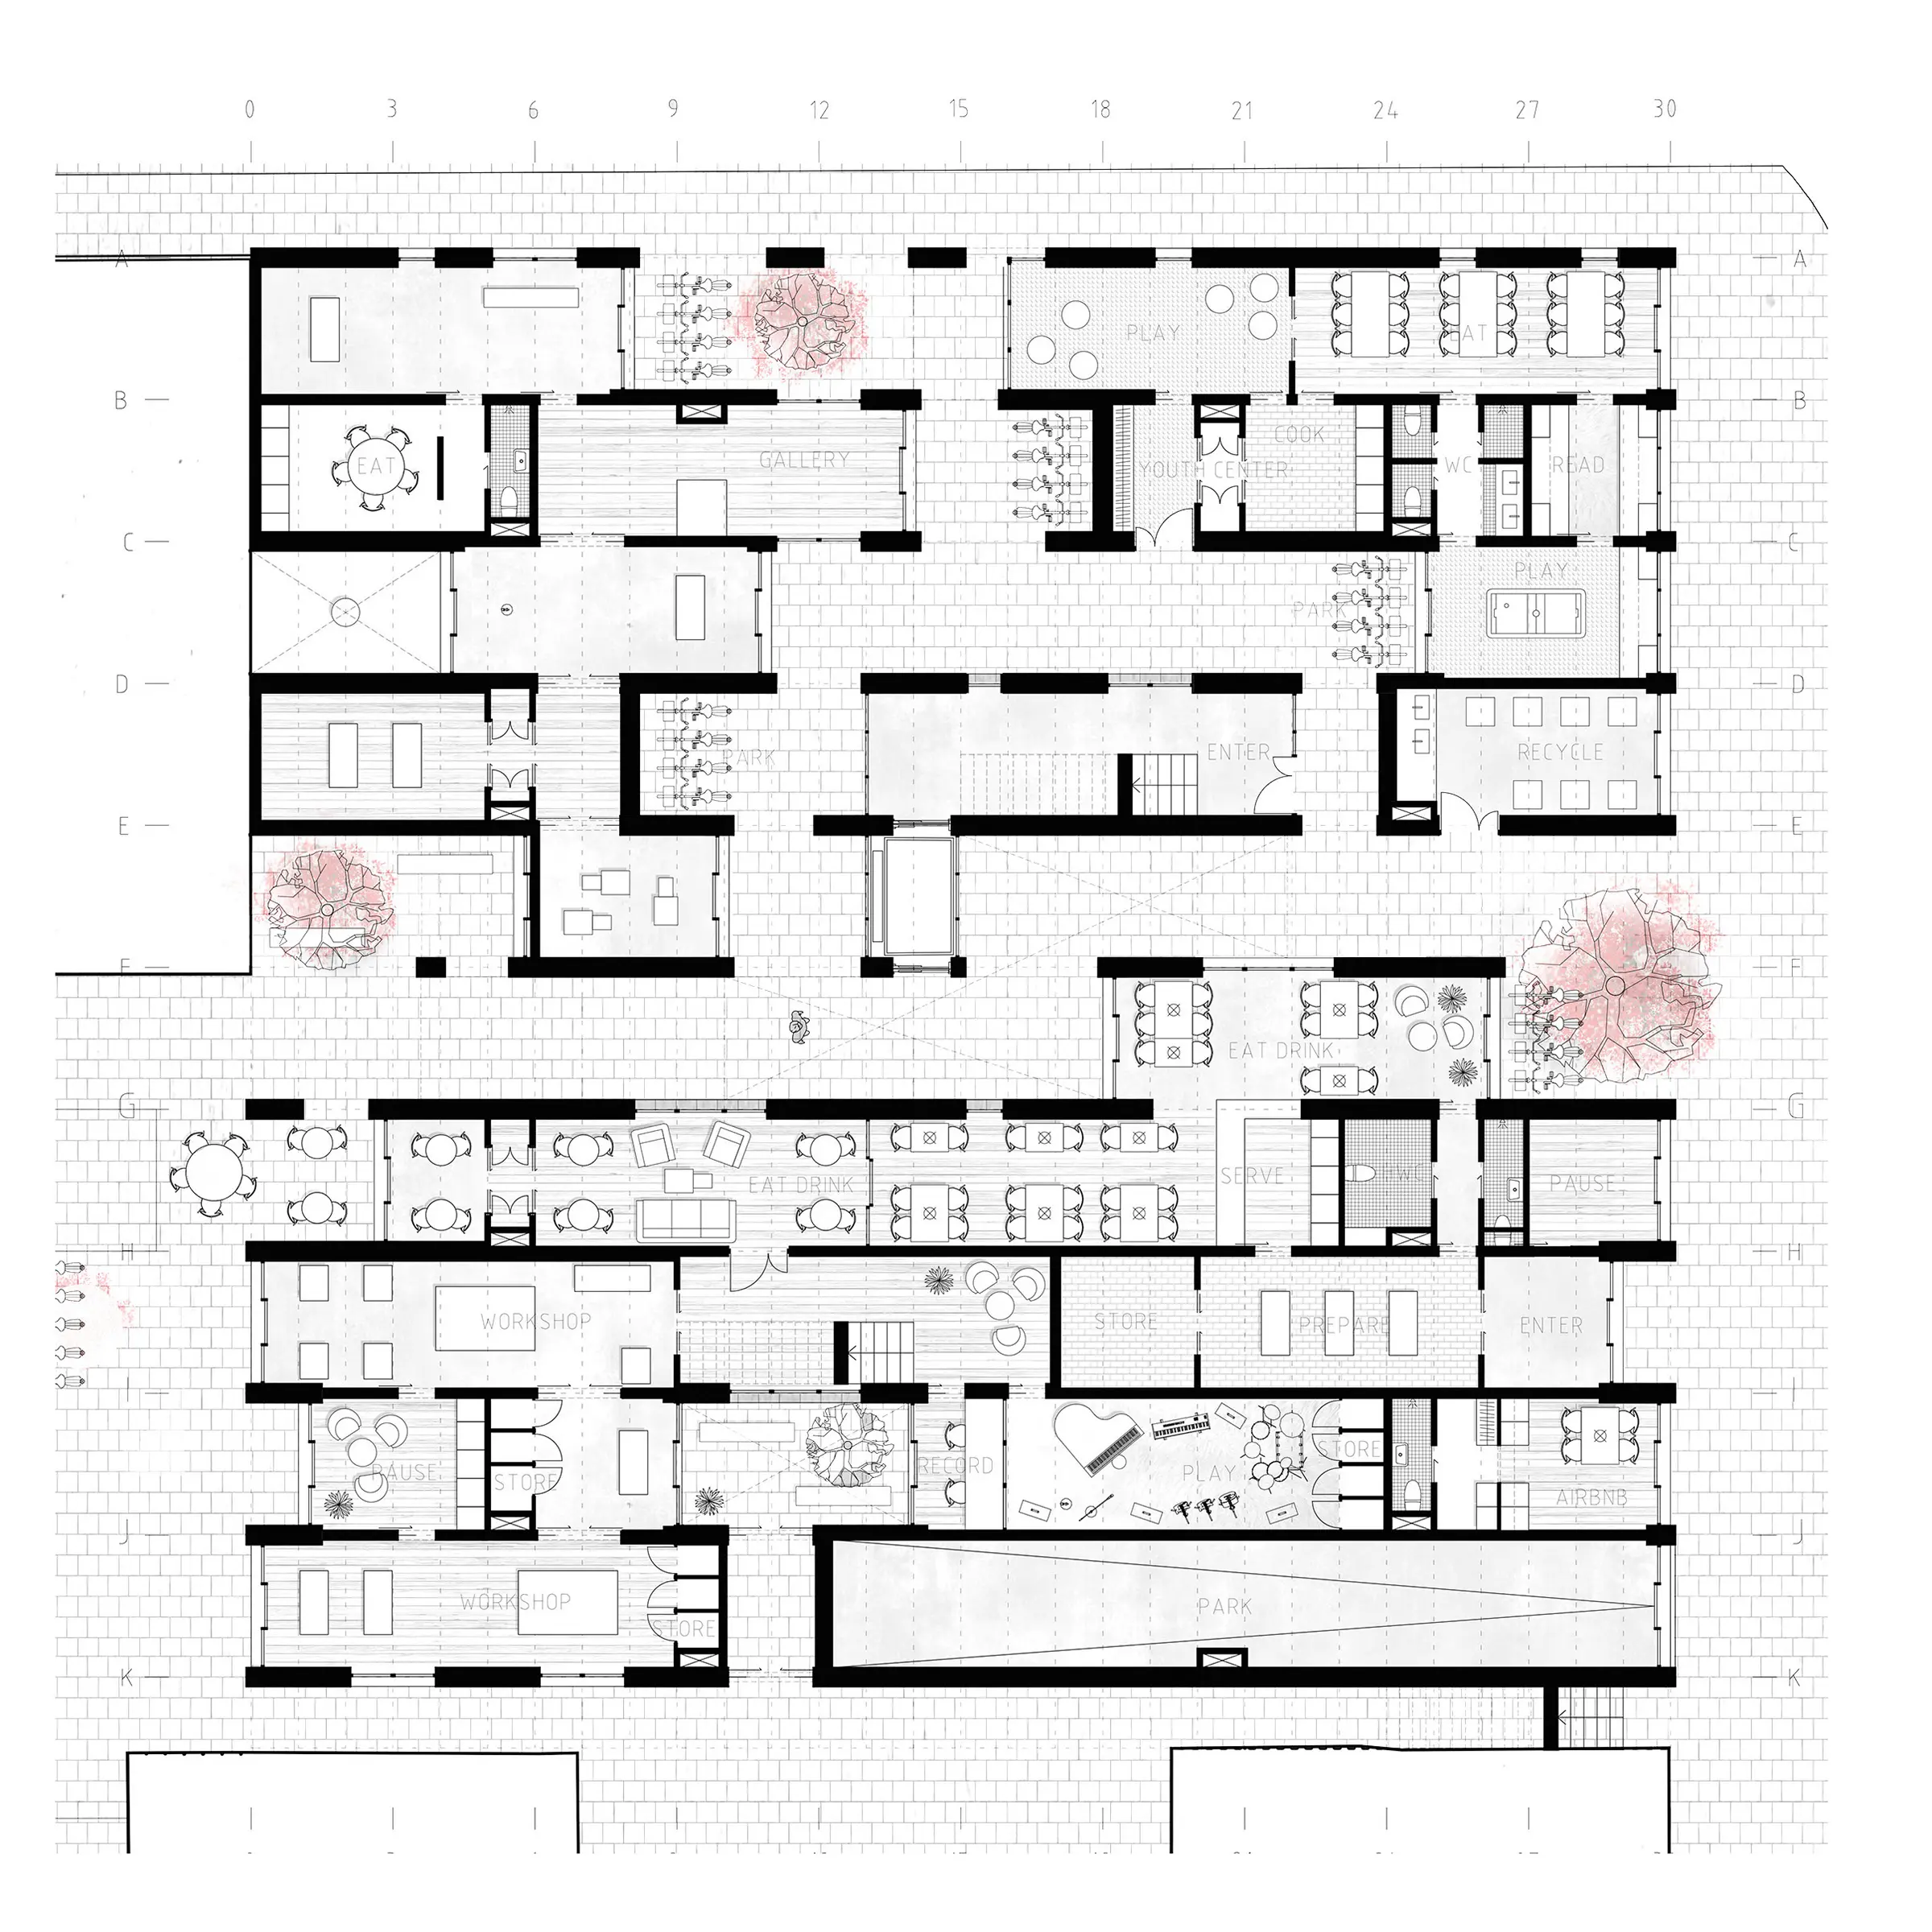 0 3 6 9 12 15 18 21 24 27 30
A A
PLAY EAT
B B
COOK
EAT GALLERY YOUTH CENTER WC READ
C C
PLAY
PARK
D D
PARK ENTER RECYCLE
E E
F F
EAT DRINK
G G
EAT DRINK SERVE WC PAUSE
H H
WORKSHOP STORE PREPARE ENTER
I I
PAUSE STORE RECORD PLAY STORE AIRBNB
J J
WORKSHOP STORE PARK
K K